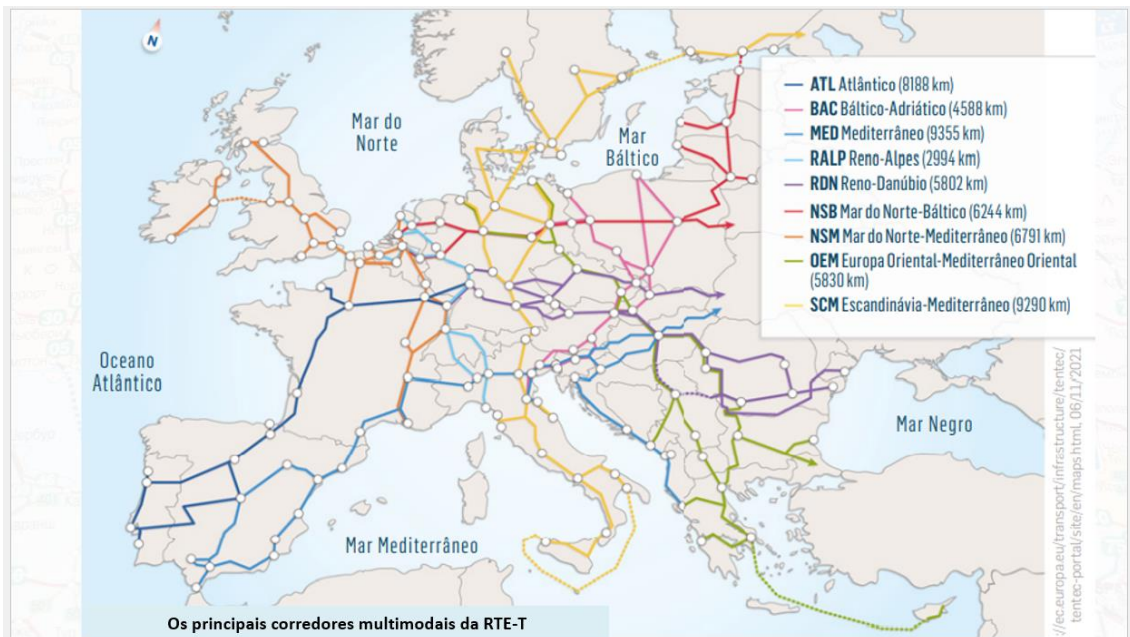 N
Mar do
Norte
Mar
Báltico
ATL Atlântico (8188 km)
BAC Báltico-Adriático (4588 km)
MED Mediterrâneo (9355 km)
RALP Reno-Alpes (2994 km)
RDN Reno-Danúbio (5802 km)
NSB Mar do Norte-Báltico (6244 km)
NSM Mar do Norte-Mediterrâneo (6791 km)
OEM Europa Oriental-Mediterrâneo Oriental
(5830 km)
SCM Escandinávia-Mediterrâneo (9290 km)
Oceano
Atlântico
Mar Negro
Mar Mediterrâneo
Os principais corredores multimodais da RTE-T
//ec.europa.eu/transport/infrastructure/tentec/
tentec-portal/site/en/maps.html, 06/11/2021